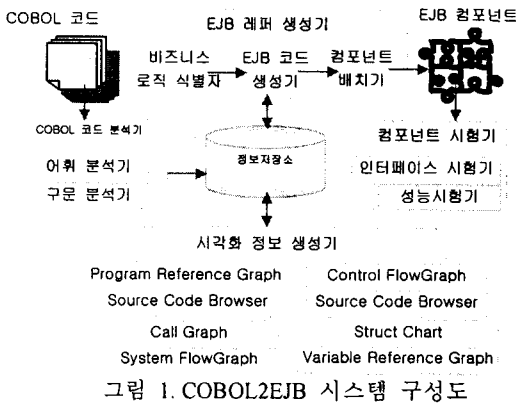 COBOL 코드
EJB 레퍼 생성기
EJB 컴포넌트
비즈니스
로직 식별자
EJB 코드
생성기
컴포넌트
배치기
COBOL 코드 분석기
어휘 분석기
구문 분석기
정보저장소
컴포넌트 시험기
인터페이스 시험기
성능시험기
시각화 정보 생성기
Program Reference Graph
Control FlowGraph
Source Code Browser
Source Code Browser
Call Graph
Struct Chart
System FlowGraph
Variable Reference Graph
그림 1. COBOL2EJB 시스템 구성도